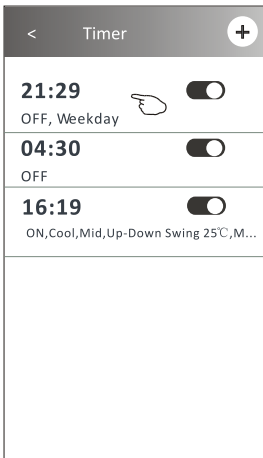 < Timer +
21:29
OFF, Weekday
04:30
OFF
16:19
ON,Cool,Mid,Up-Down Swing 25℃,M...